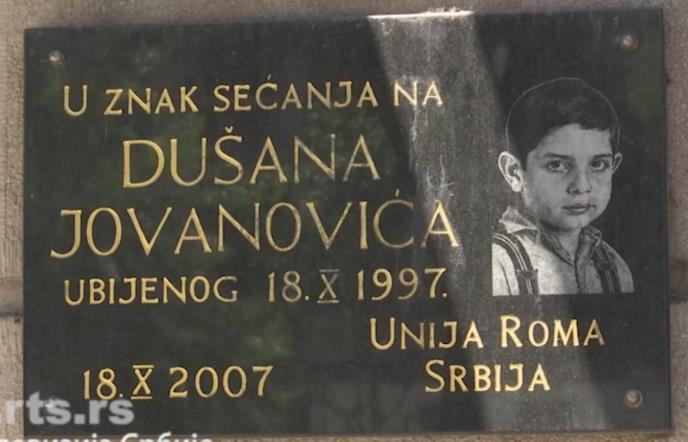 U ZNAK SEĆANJA NA
DUŠANA
JOVANOVIĆA
UBIJENOG 18. X 1997.
UNIJA ROMA
SRBIJA
18. X 2007
rts.rs